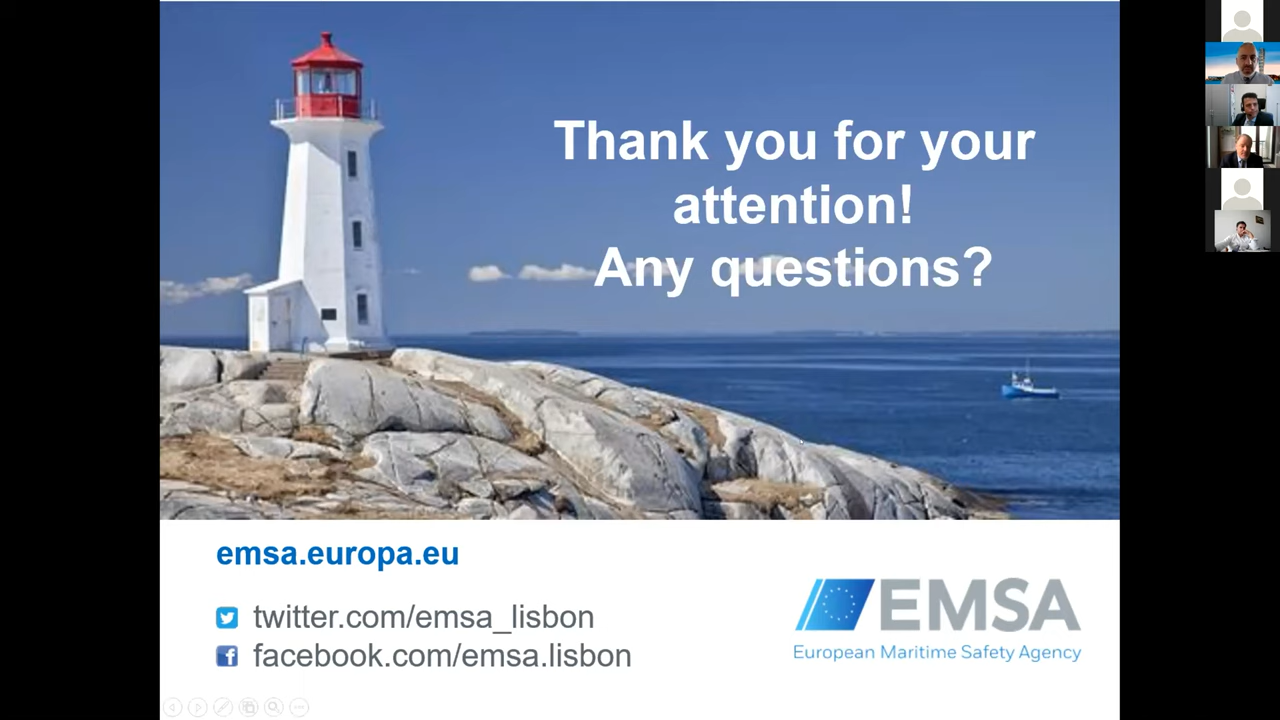 Thank you for your
attention!
Any questions?
emsa.europa.eu
twitter.com/emsa_lisbon
facebook.com/emsa.lisbon
EMSA
European Maritime Safety Agency